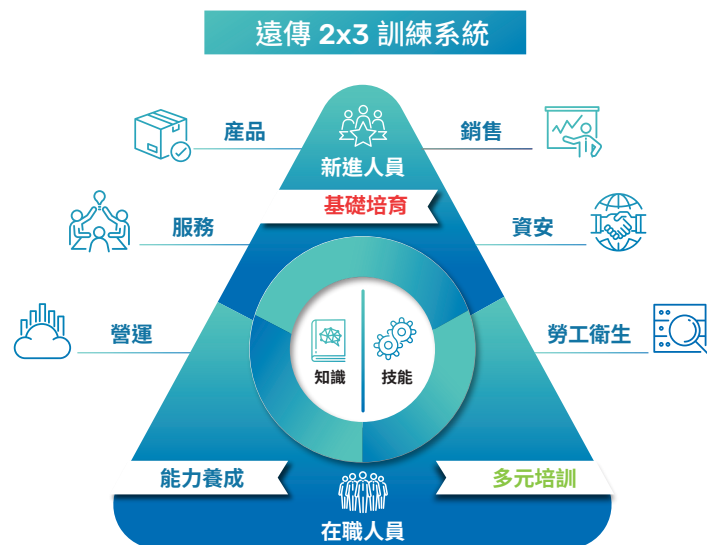 遠傳 2x3 訓練系統
產品
銷售
新進人員
基礎培育
服務
資安
營運
勞工衛生
知識
技能
能力養成
多元培訓
在職人員